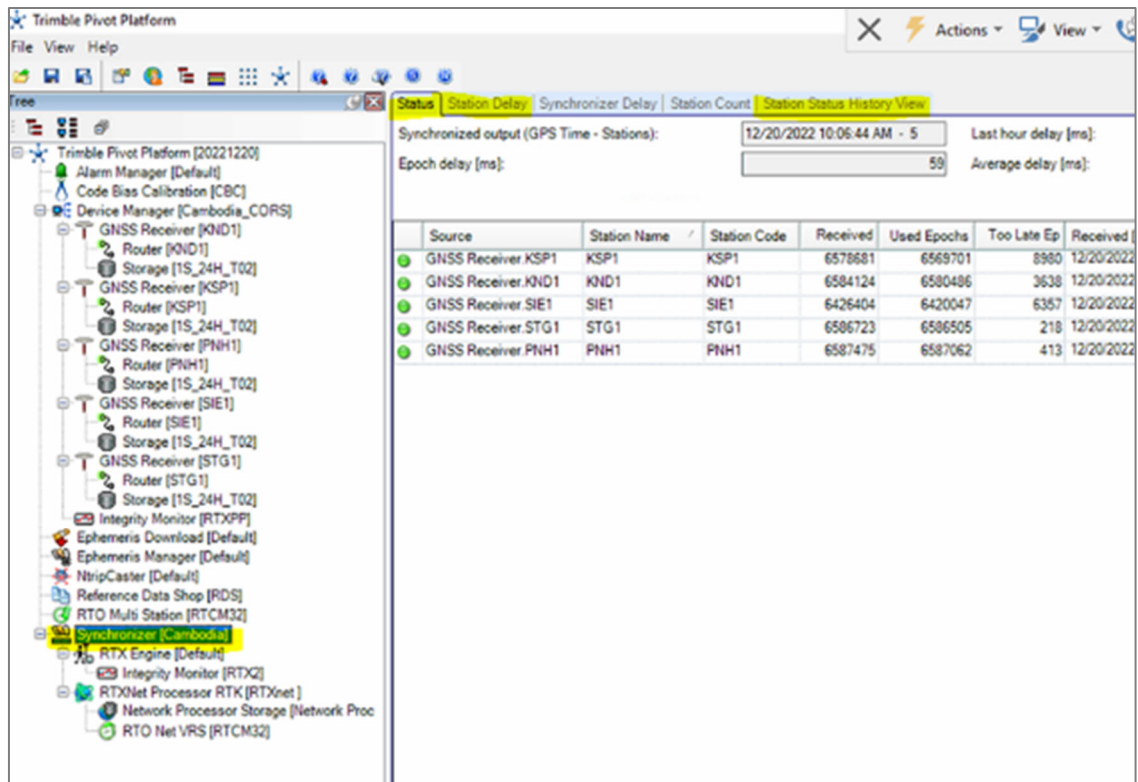 Trimble Pivot Platform
Actions View
File View Help
Tree
Status Station Delay Synchronizer Delay Station Count Station Status History View
Synchronized output (GPS Time - Stations): 12/20/2022 10:06:44 AM - 5 Last hour delay [ms]:
Epoch delay [ms]: 59 Average delay [ms]:
Source Station Name Station Code Received Used Epochs Too Late Ep Received [
GNSS Receiver.KSP1 KSP1 KSP1 6578681 6569701 8980 12/20/2022
GNSS Receiver.KND1 KND1 KND1 6584124 6580486 3638 12/20/2022
GNSS Receiver.SIE1 SIE1 SIE1 6426404 6420047 6357 12/20/2022
GNSS Receiver.STG1 STG1 STG1 6586723 6586505 218 12/20/2022
GNSS Receiver.PNH1 PNH1 PNH1 6587475 6587062 413 12/20/2022
Trimble Pivot Platform [20221220]
Alarm Manager [Default]
Code Bias Calibration [CBC]
Device Manager [Cambodia_CORS]
GNSS Receiver [KND1]
Router [KND1]
Storage [1S_24H_T02]
GNSS Receiver [KSP1]
Router [KSP1]
Storage [1S_24H_T02]
GNSS Receiver [PNH1]
Router [PNH1]
Storage [1S_24H_T02]
GNSS Receiver [SIE1]
Router [SIE1]
Storage [1S_24H_T02]
GNSS Receiver [STG1]
Router [STG1]
Storage [1S_24H_T02]
Integrity Monitor [RTXPP]
Ephemeris Download [Default]
Ephemeris Manager [Default]
NtripCaster [Default]
Reference Data Shop [RDS]
RTO Multi Station [RTCM32]
Synchronizer [Cambodia]
RTX Engine [Default]
Integrity Monitor [RTX2]
RTXNet Processor RTK [RTXnet ]
Network Processor Storage [Network Proc
RTO Net VRS [RTCM32]